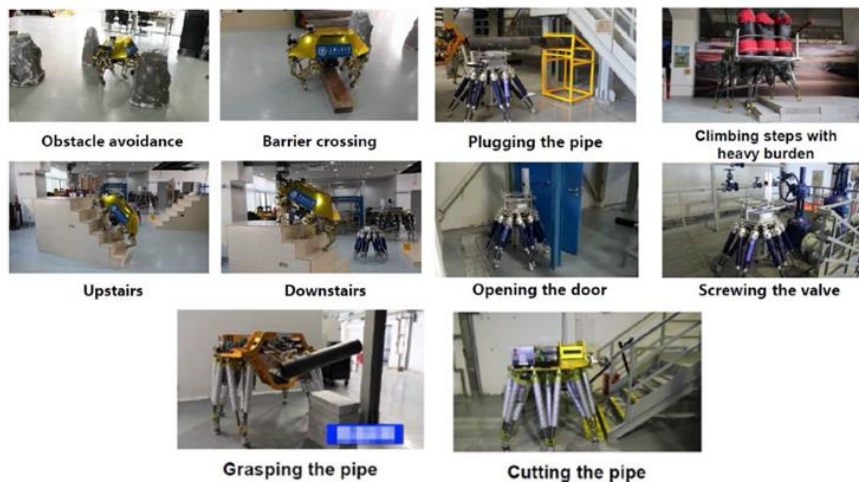 Obstacle avoidance
Barrier crossing
Plugging the pipe
Climbing steps with
heavy burden
Upstairs
Downstairs
Opening the door
Screwing the valve
Grasping the pipe
Cutting the pipe